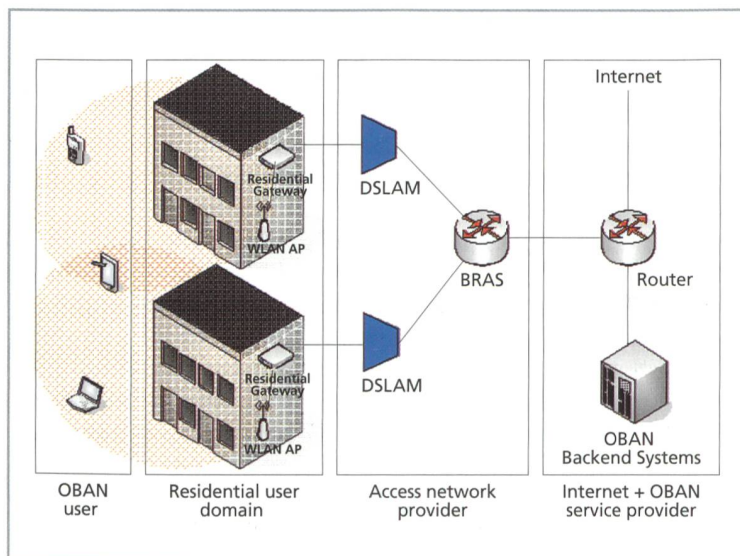 Internet
Residential
Gateway
WLAN AP
DSLAM
BRAS
Router
Residential
Gateway
WLAN AP
DSLAM
OBAN
Backend Systems
OBAN
user
Residential user
domain
Access network
provider
Internet + OBAN
service provider